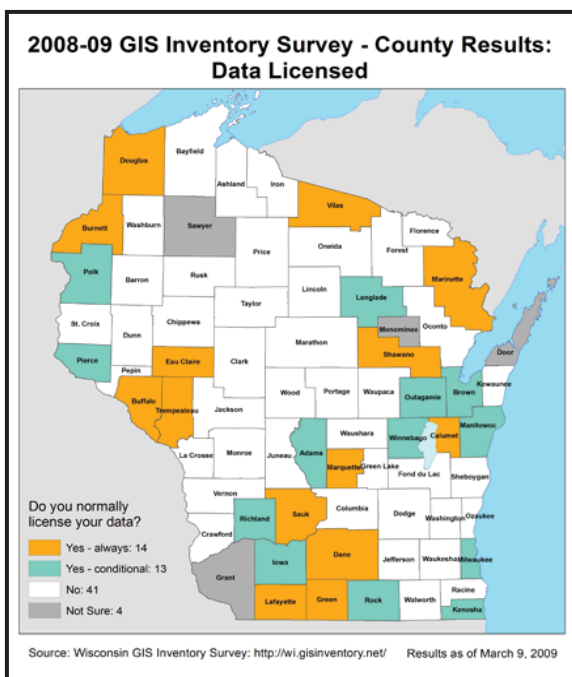 2008-09 GIS Inventory Survey - County Results:
Data Licensed
Douglas
Bayfield
Ashland
Iron
Vilas
Burnett
Washburn
Sawyer
Price
Oneida
Forest
Florence
Marinette
Polk
Barron
Rusk
Taylor
Lincoln
Langlade
Menominee
Oconto
Door
St. Croix
Dunn
Chippewa
Marathon
Shawano
Pierce
Pepin
Eau Claire
Clark
Buffalo
Trempealeau
Jackson
Wood
Portage
Waupaca
Outagamie
Brown
Kewaunee
La Crosse
Monroe
Juneau
Adams
Waushara
Winnebago
Calumet
Manitowoc
Marquette
Green Lake
Fond du Lac
Sheboygan
Vernon
Crawford
Richland
Sauk
Columbia
Dodge
Washington
Ozaukee
Grant
Iowa
Dane
Jefferson
Waukesha
Milwaukee
Lafayette
Green
Rock
Walworth
Racine
Kenosha
Do you normally
license your data?
Yes - always: 14
Yes - conditional: 13
No: 41
Not Sure: 4
Source: Wisconsin GIS Inventory Survey: http://wi.gisinventory.net/ Results as of March 9, 2009